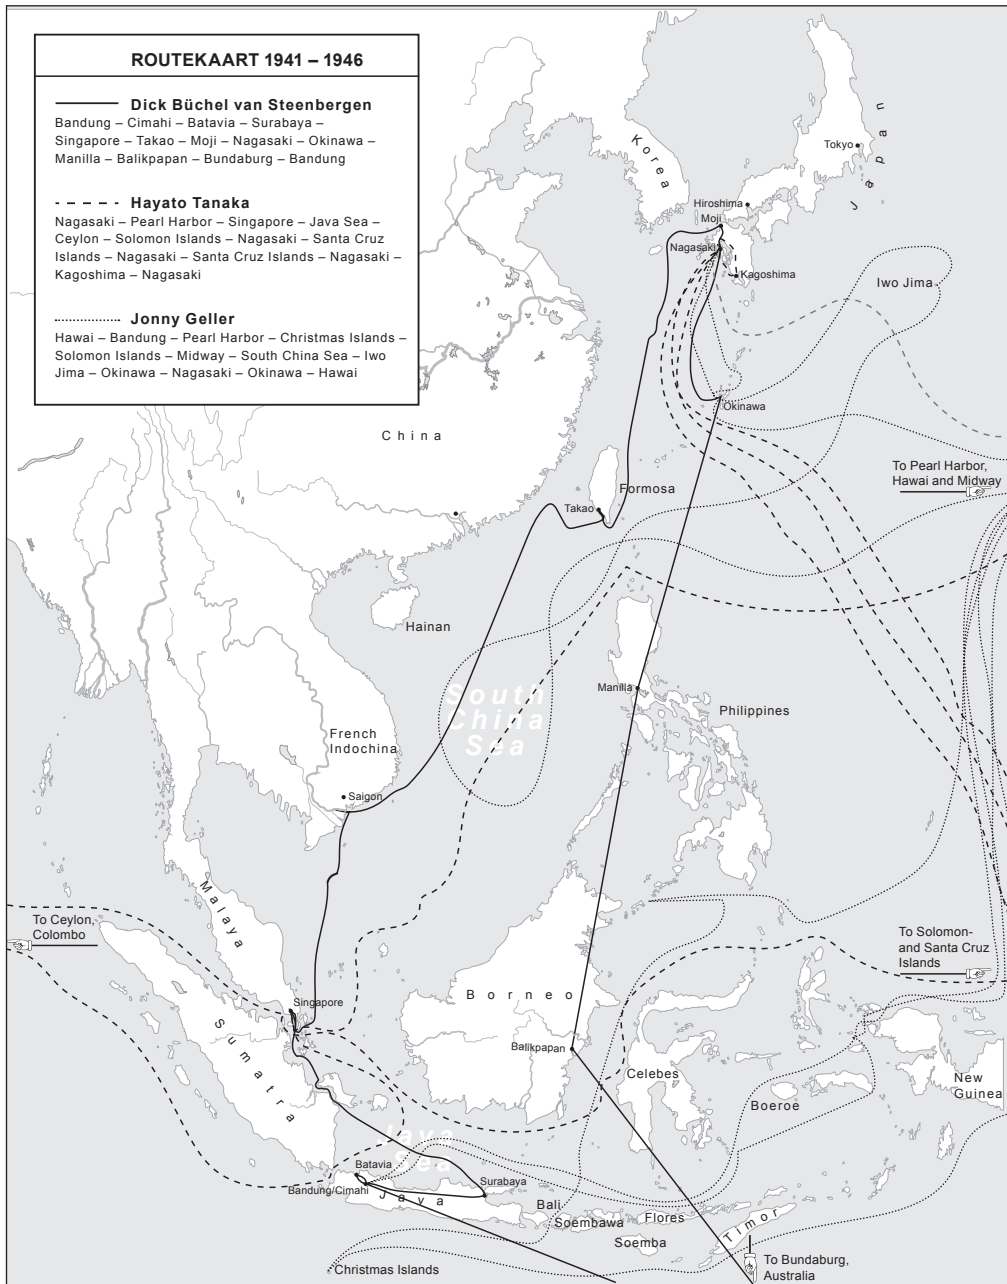 ROUTEKAART 1941 – 1946
Dick Büchel van Steenbergen
Bandung – Cimahi – Batavia – Surabaya –
Singapore – Takao – Moji – Nagasaki – Okinawa –
Manilla – Balikpapan – Bundaburg – Bandung
Hayato Tanaka
Nagasaki – Pearl Harbor – Singapore – Java Sea –
Ceylon – Solomon Islands – Nagasaki – Santa Cruz
Islands – Nagasaki – Santa Cruz Islands – Nagasaki –
Kagoshima – Nagasaki
Jonny Geller
Hawai – Bandung – Pearl Harbor – Christmas Islands –
Solomon Islands – Midway – South China Sea – Iwo
Jima – Okinawa – Nagasaki – Okinawa – Hawai
Korea
Japan
Tokyo
Hiroshima
Moji
Nagasaki
Kagoshima
Iwo Jima
Okinawa
China
To Pearl Harbor,
Hawai and Midway
Formosa
Takao
Hainan
South
China
Sea
Manilla
Philippines
French
Indochina
Saigon
Malaya
To Ceylon,
Colombo
To Solomon-
and Santa Cruz
Islands
Singapore
Borneo
Sumatra
Balikpapan
Celebes
New
Guinea
Boeroe
Java
Sea
Batavia
Bandung/Cimahi
Surabaya
Java
Bali
Soembawa
Flores
Soemba
Timor
To Bundaburg,
Australia
Christmas Islands